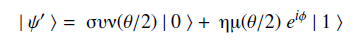 | ψ′ ⟩ = συν(θ/2) | 0 ⟩ + ημ(θ/2) e^{iϕ} | 1 ⟩